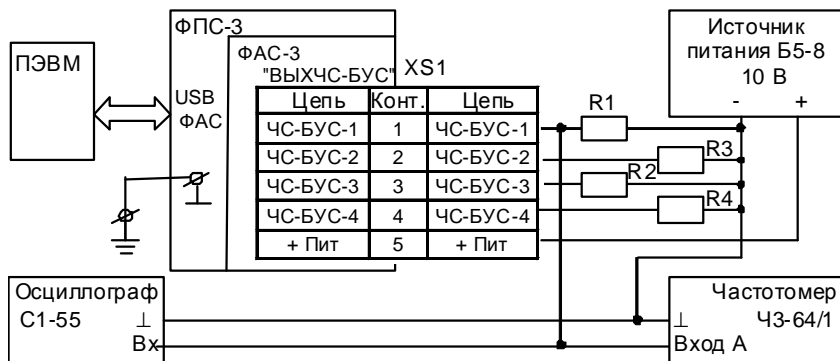 ФПС-3
ФАС-3
"ВЫХЧС-БУС"
XS1
ПЭВМ
USB
ФАС
Цепь Конт. Цепь
ЧС-БУС-1 1 ЧС-БУС-1
ЧС-БУС-2 2 ЧС-БУС-2
ЧС-БУС-3 3 ЧС-БУС-3
ЧС-БУС-4 4 ЧС-БУС-4
+ Пит 5 + Пит
R1
R3
R2
R4
Источник
питания Б5-8
10 В
- +
Осциллограф
С1-55 ⊥
Вх
Частотомер
⊥ Ч3-64/1
Вход А